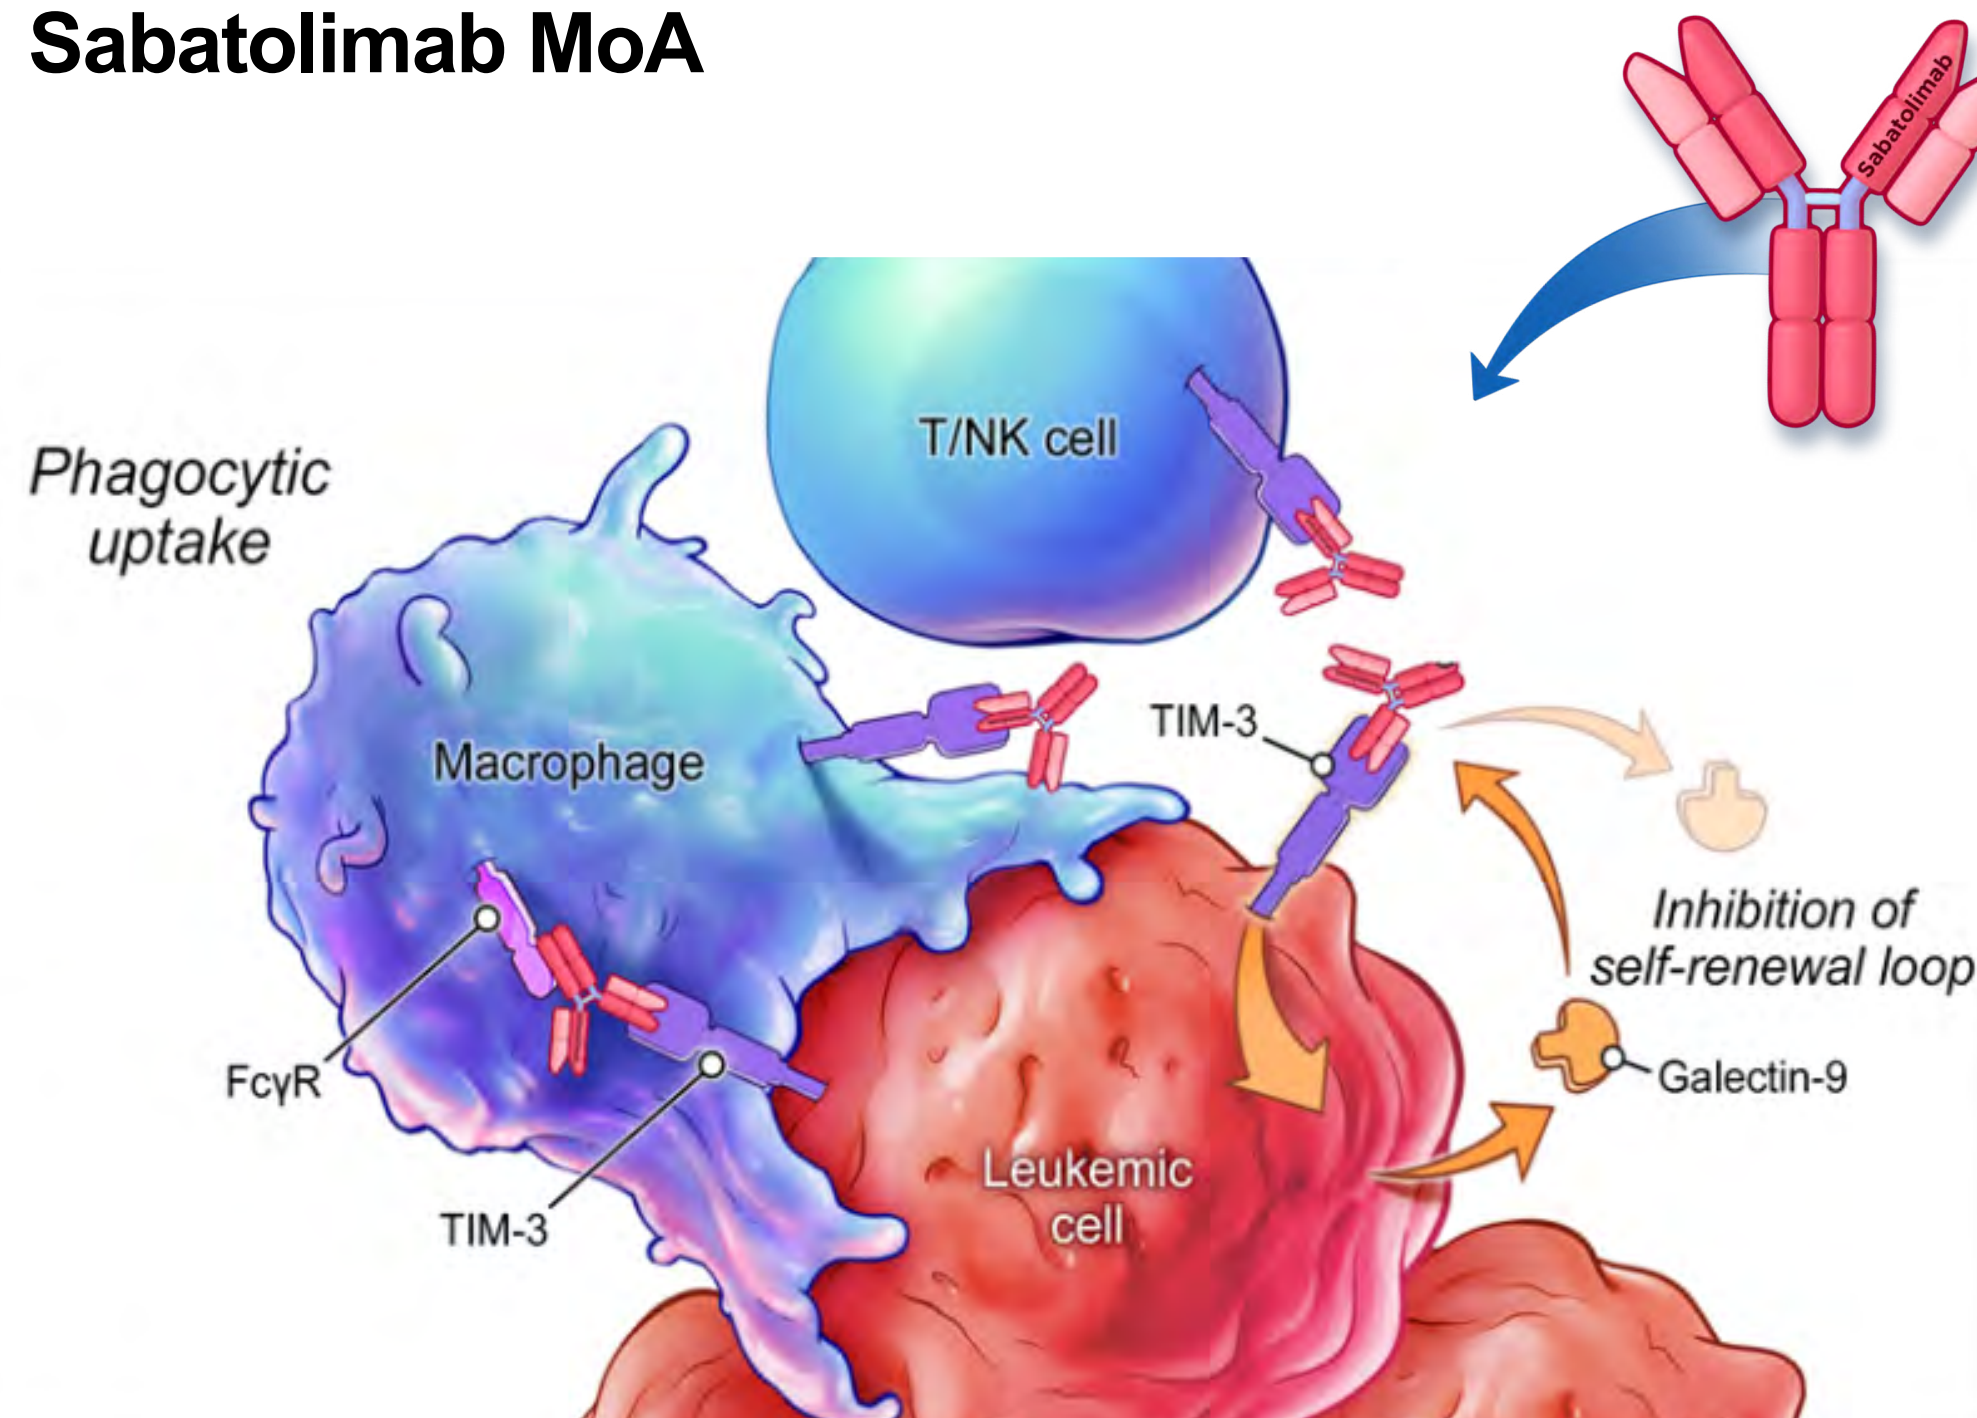 Sabatolimab MoA
Sabatolimab
T/NK cell
Phagocytic
uptake
TIM-3
Macrophage
Inhibition of
self-renewal loop
FcγR
Galectin-9
Leukemic
cell
TIM-3